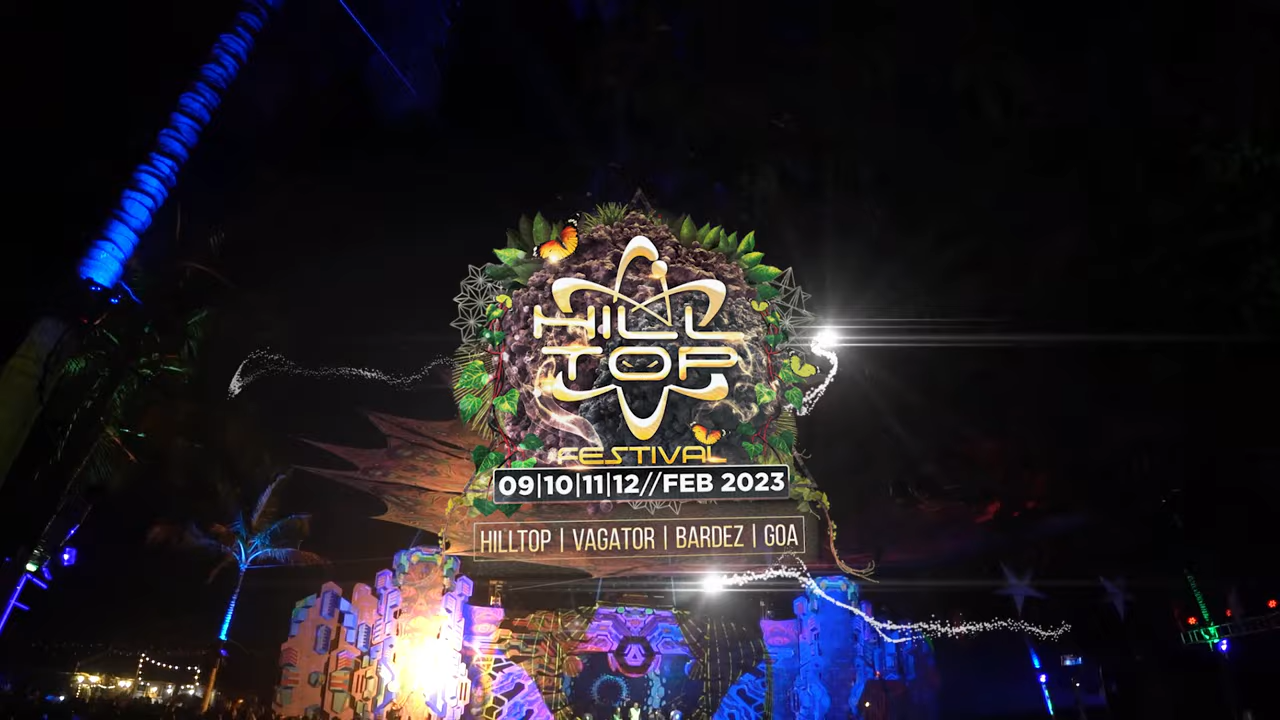 HILL
TOP
FESTIVAL
09|10|11|12//FEB 2023
HILLTOP | VAGATOR | BARDEZ | GOA